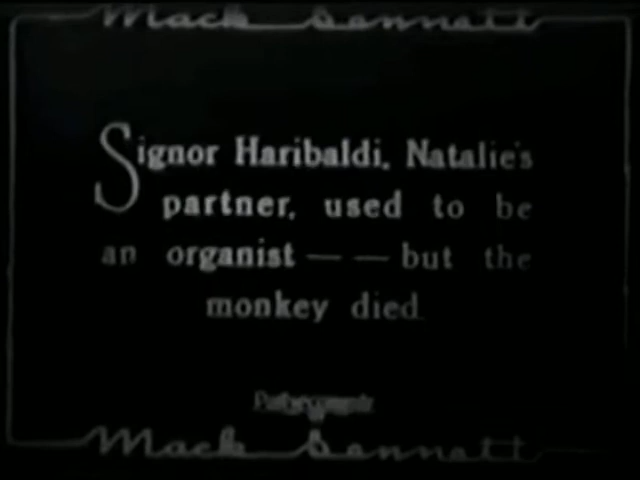 Mack Sennett
Signor Haribaldi, Natalie's
partner, used to be
an organist — — but the
monkey died.
Mack Sennett